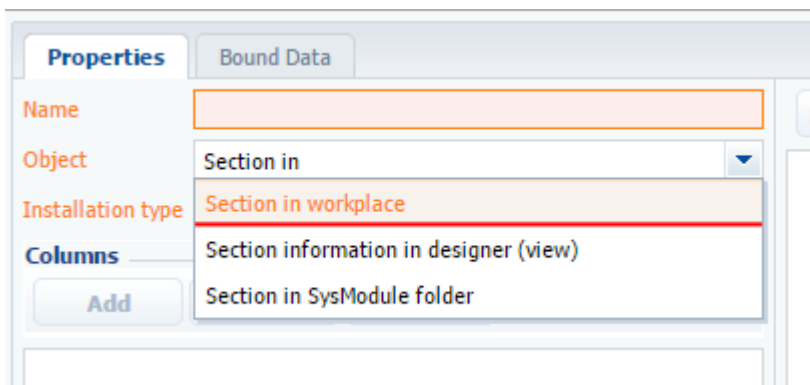 Properties Bound Data
Name
Object Section in
Installation type Section in workplace
Columns Section information in designer (view)
Add Section in SysModule folder